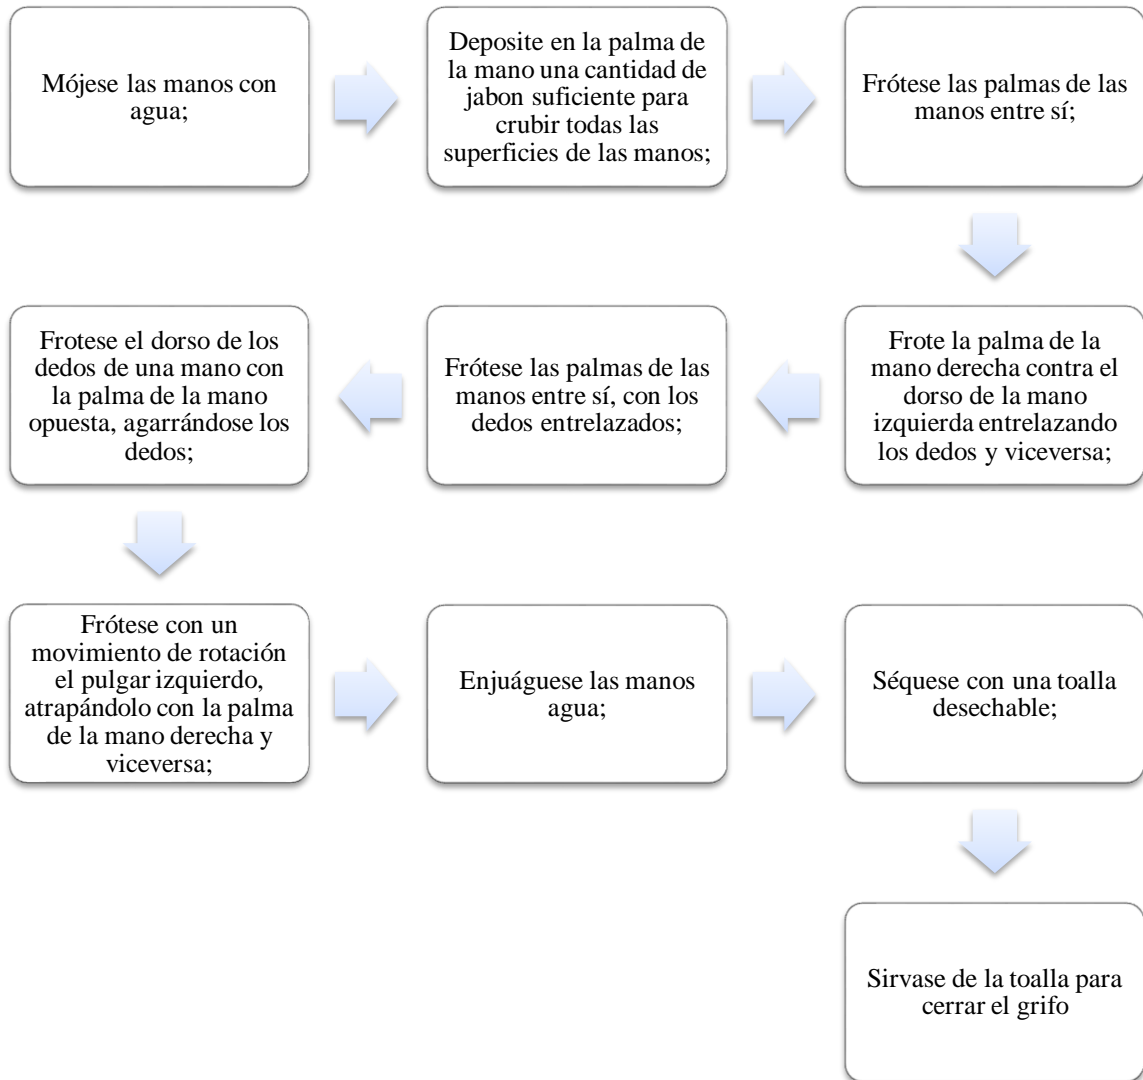 Mójese las manos con
agua;
Deposite en la palma de
la mano una cantidad de
jabon suficiente para
crubir todas las
superficies de las manos;
Frótese las palmas de las
manos entre sí;
Frote la palma de la
mano derecha contra el
dorso de la mano
izquierda entrelazando
los dedos y viceversa;
Frótese las palmas de las
manos entre sí, con los
dedos entrelazados;
Frotese el dorso de los
dedos de una mano con
la palma de la mano
opuesta, agarrándose los
dedos;
Frótese con un
movimiento de rotación
el pulgar izquierdo,
atrapándolo con la palma
de la mano derecha y
viceversa;
Enjuáguese las manos
agua;
Séquese con una toalla
desechable;
Sirvase de la toalla para
cerrar el grifo